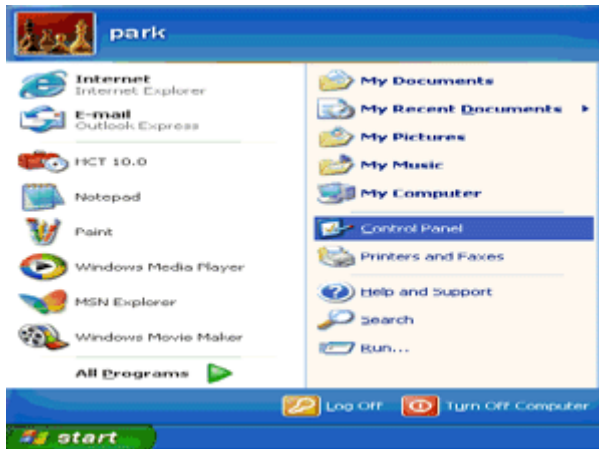 park
Internet
Internet Explorer
E-mail
Outlook Express
HCT 10.0
Notepad
Paint
Windows Media Player
MSN Explorer
Windows Movie Maker
All Programs
My Documents
My Recent Documents
My Pictures
My Music
My Computer
Control Panel
Printers and Faxes
Help and Support
Search
Run...
Log Off
Turn Off Computer
start